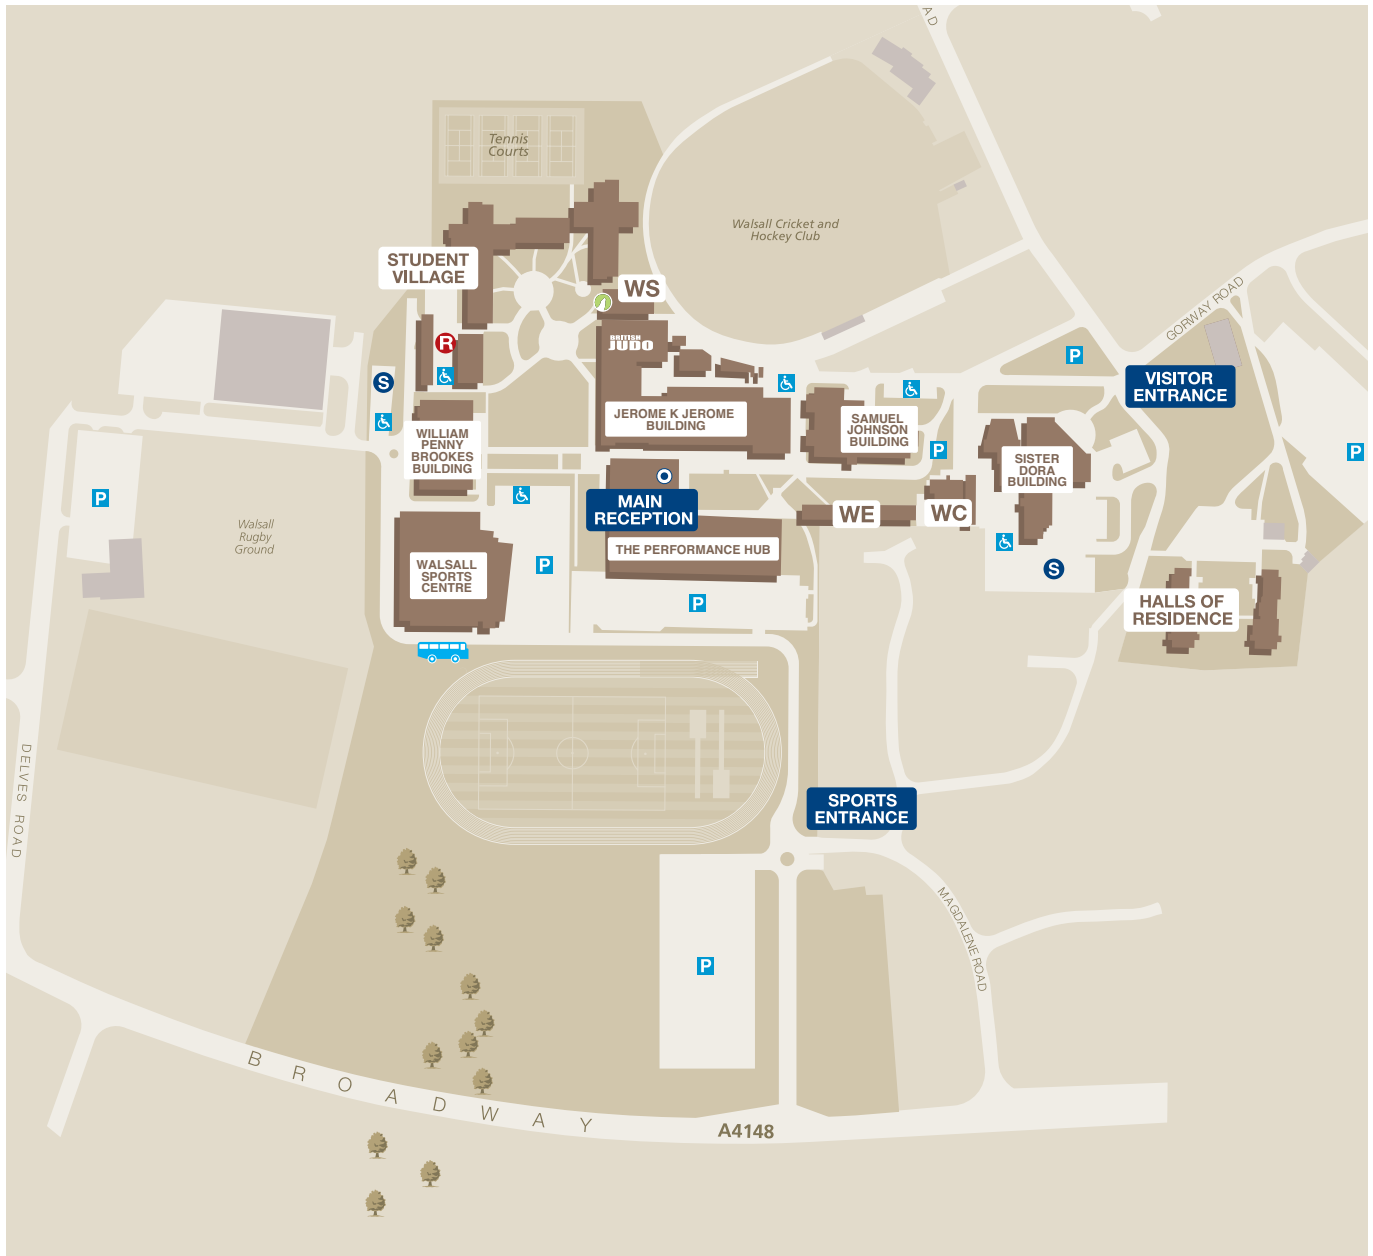 AD
Tennis
Courts
Walsall Cricket and
Hockey Club
STUDENT
VILLAGE
WS
GORWAY ROAD
R
BRITISH
JUDO
P
S
VISITOR
ENTRANCE
JEROME K JEROME
BUILDING
SAMUEL
JOHNSON
BUILDING
WILLIAM
PENNY
BROOKES
BUILDING
P
P
SISTER
DORA
BUILDING
P
MAIN
RECEPTION
WE
WC
Walsall
Rugby
Ground
THE PERFORMANCE HUB
WALSALL
SPORTS
CENTRE
P
S
P
HALLS OF
RESIDENCE
DELVES ROAD
SPORTS
ENTRANCE
MAGDALENE ROAD
P
BROADWAY
A4148